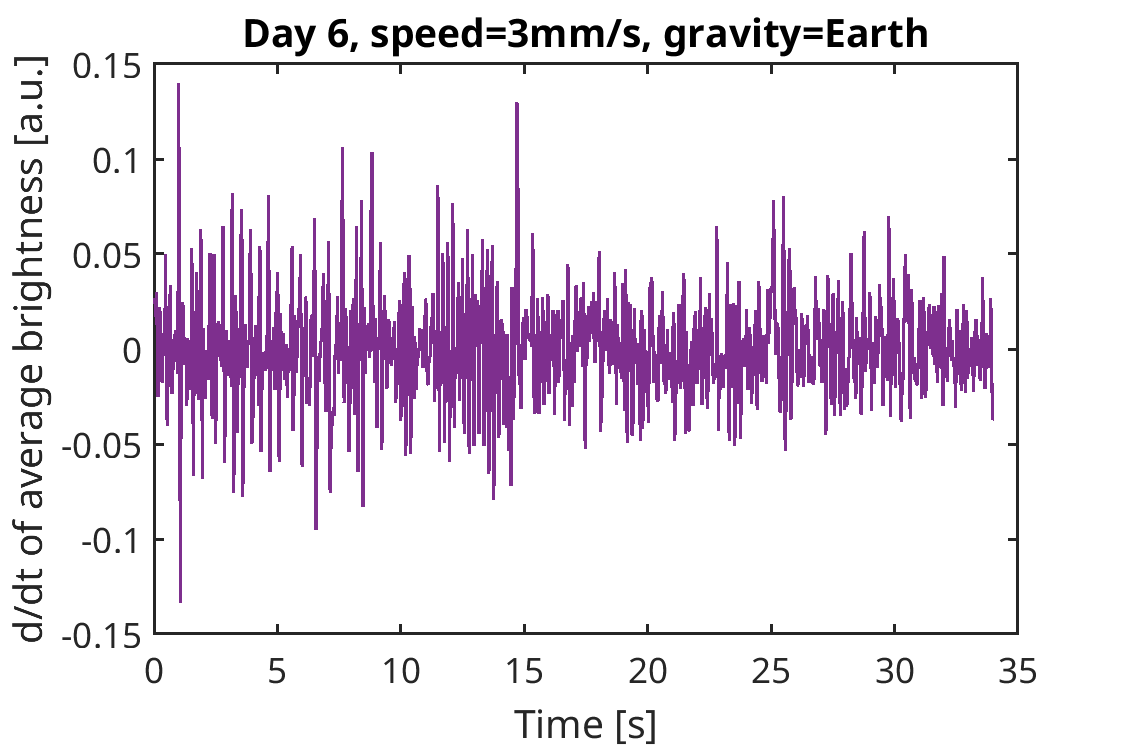 Day 6, speed=3mm/s, gravity=Earth
d/dt of average brightness [a.u.]
0.15
0.1
0.05
0
-0.05
-0.1
-0.15
0 5 10 15 20 25 30 35
Time [s]